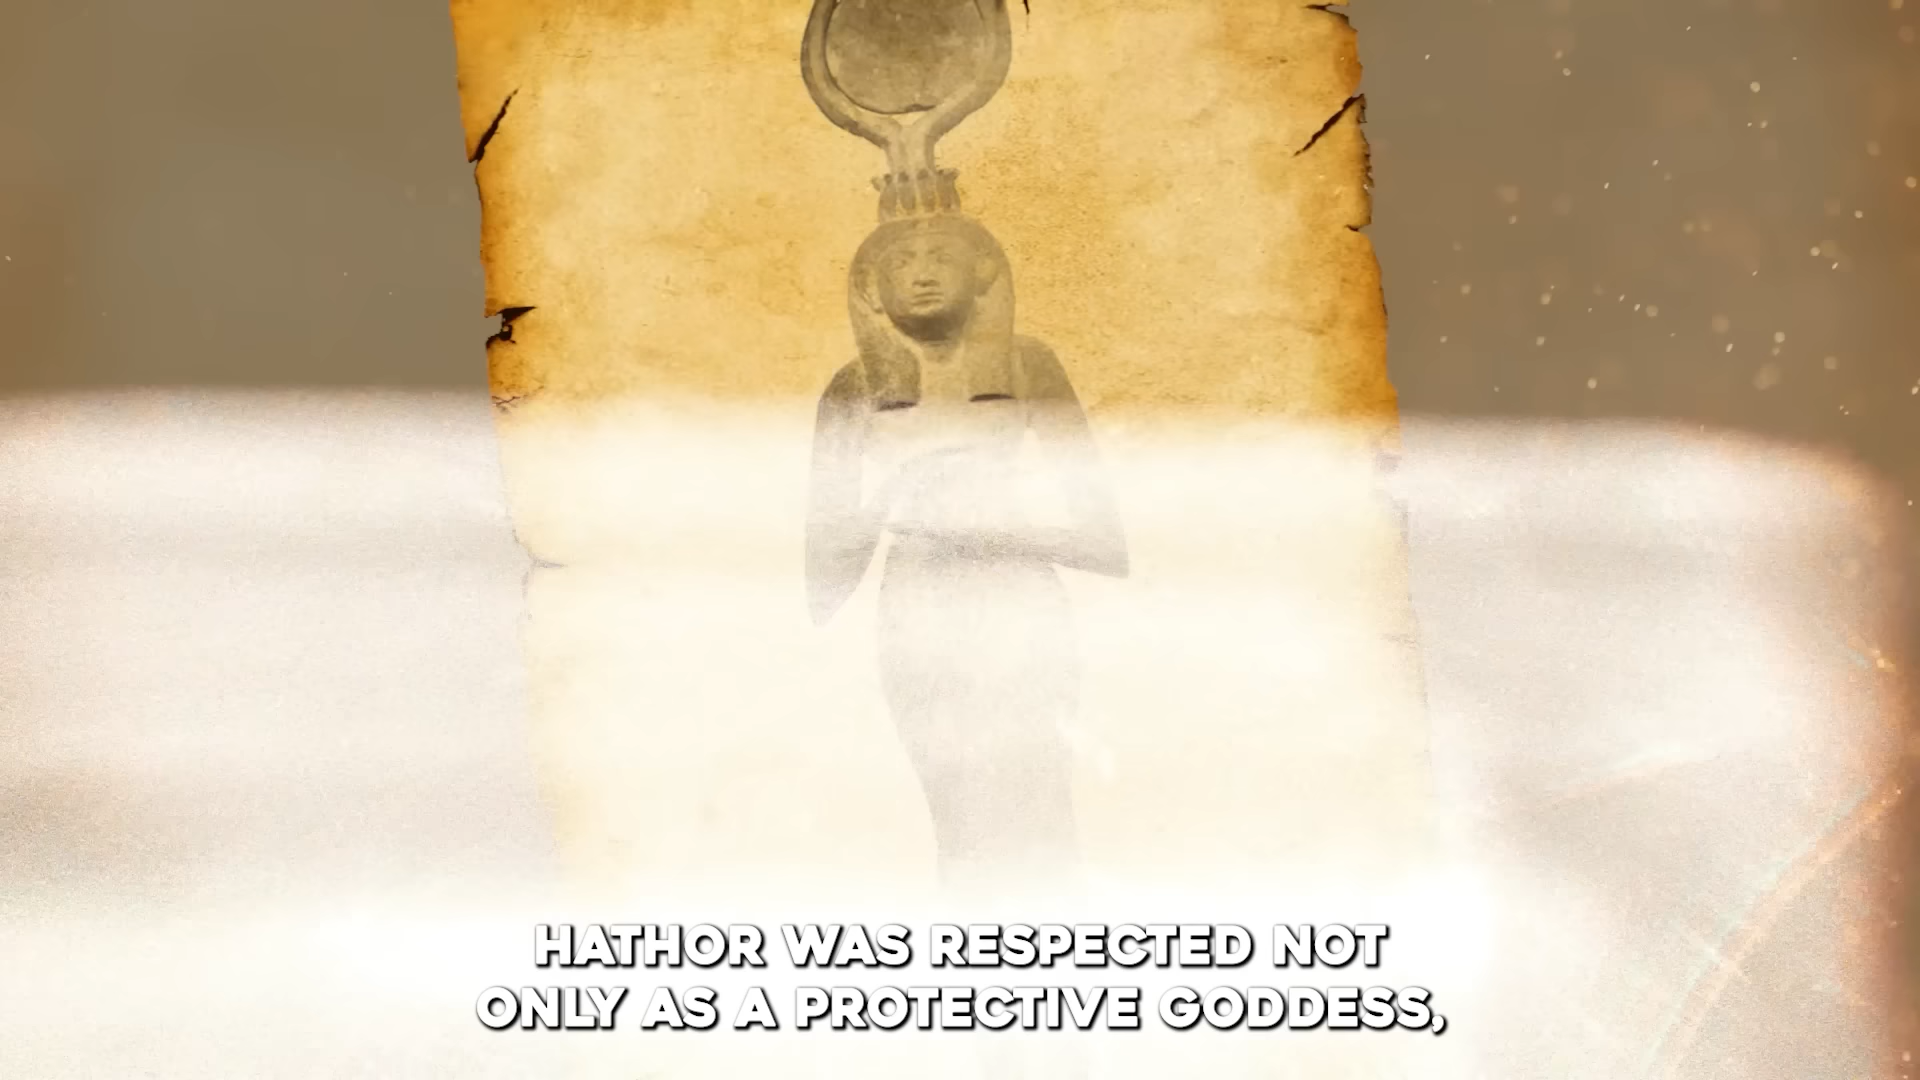 HATHOR WAS RESPECTED NOT
ONLY AS A PROTECTIVE GODDESS,